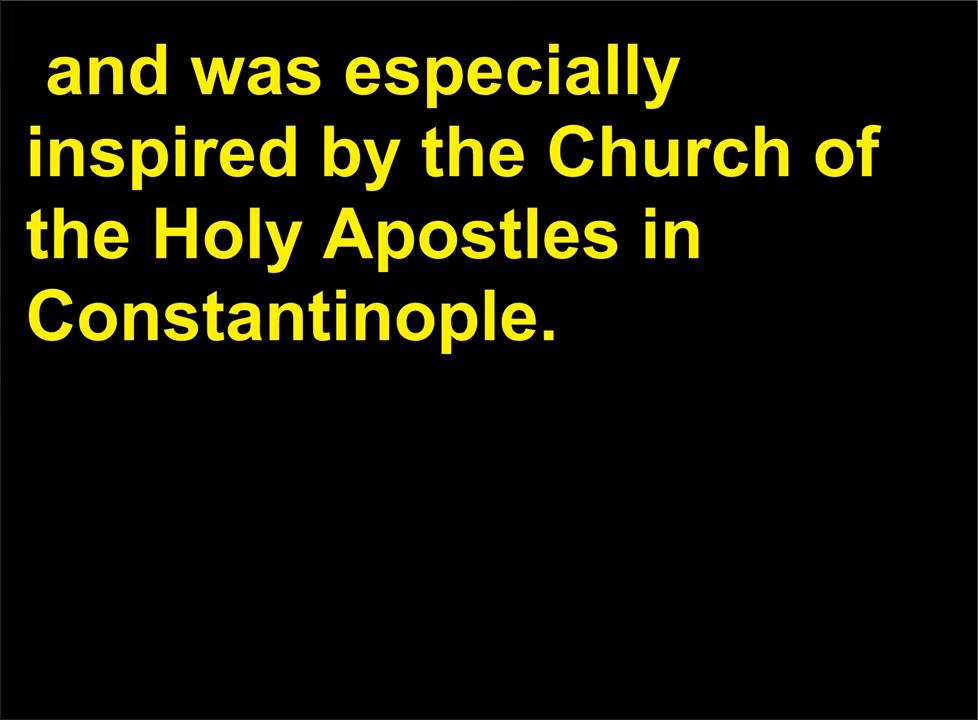 and was especially
inspired by the Church of
the Holy Apostles in
Constantinople.